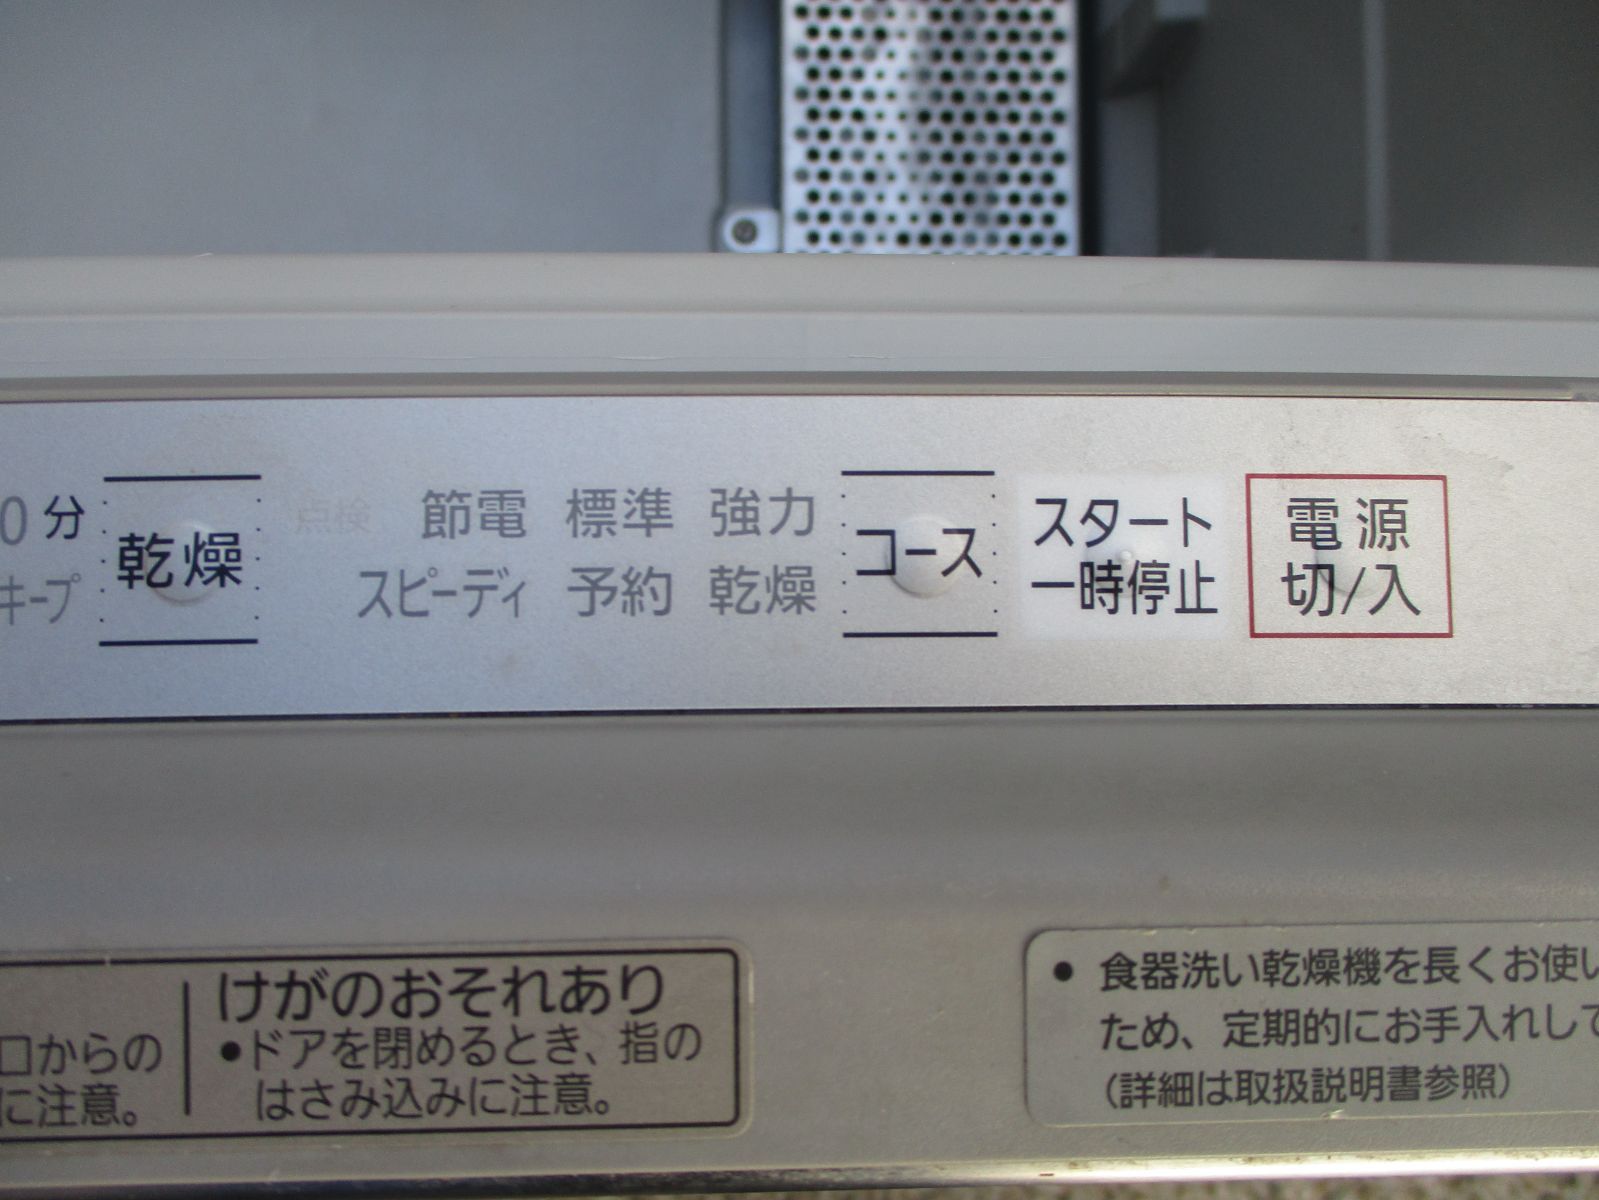 0分
キープ
乾燥
点検 節電 標準 強力
スピーディ 予約 乾燥
コース
スタート
一時停止
電源
切/入
口からの
に注意。
けがのおそれあり
●ドアを閉めるとき、指の
はさみ込みに注意。
● 食器洗い乾燥機を長くお使い
ため、定期的にお手入れして
(詳細は取扱説明書参照)